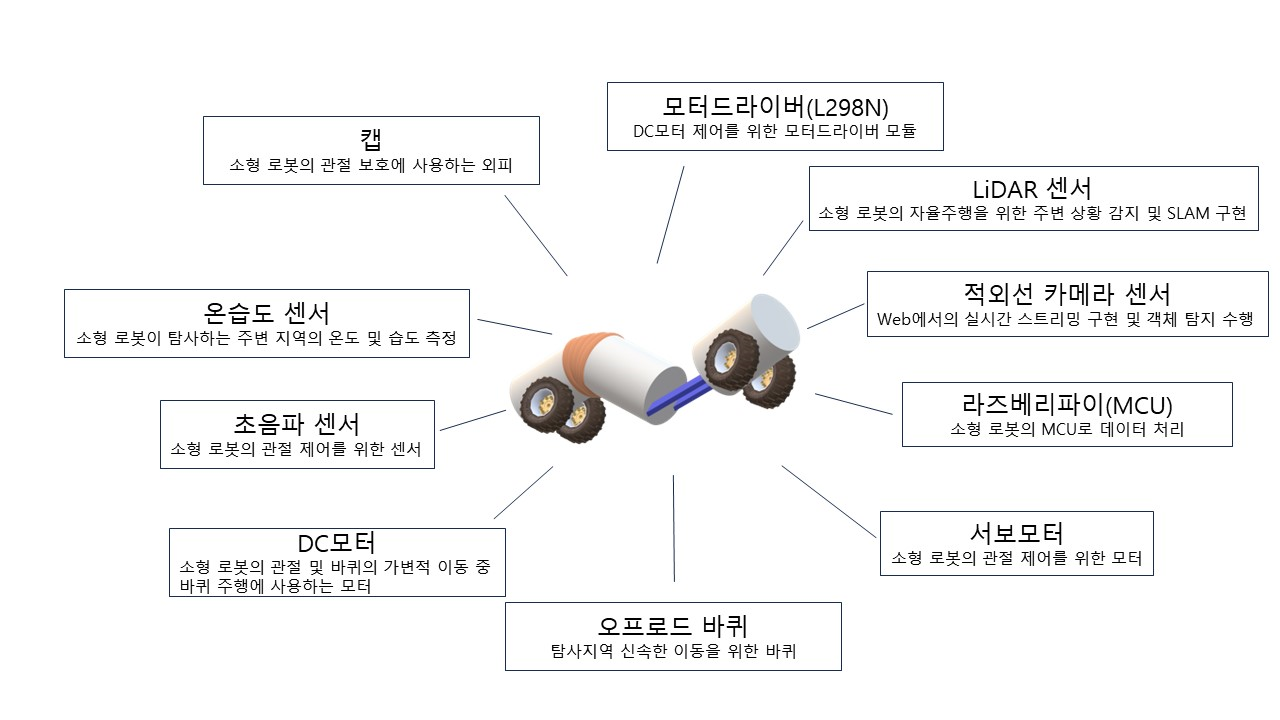 모터드라이버(L298N)
DC모터 제어를 위한 모터드라이버 모듈
캡
소형 로봇의 관절 보호에 사용하는 외피
LiDAR 센서
소형 로봇의 자율주행을 위한 주변 상황 감지 및 SLAM 구현
적외선 카메라 센서
Web에서의 실시간 스트리밍 구현 및 객체 탐지 수행
온습도 센서
소형 로봇이 탐사하는 주변 지역의 온도 및 습도 측정
라즈베리파이(MCU)
소형 로봇의 MCU로 데이터 처리
초음파 센서
소형 로봇의 관절 제어를 위한 센서
서보모터
소형 로봇의 관절 제어를 위한 모터
DC모터
소형 로봇의 관절 및 바퀴의 가변적 이동 중
바퀴 주행에 사용하는 모터
오프로드 바퀴
탐사지역 신속한 이동을 위한 바퀴